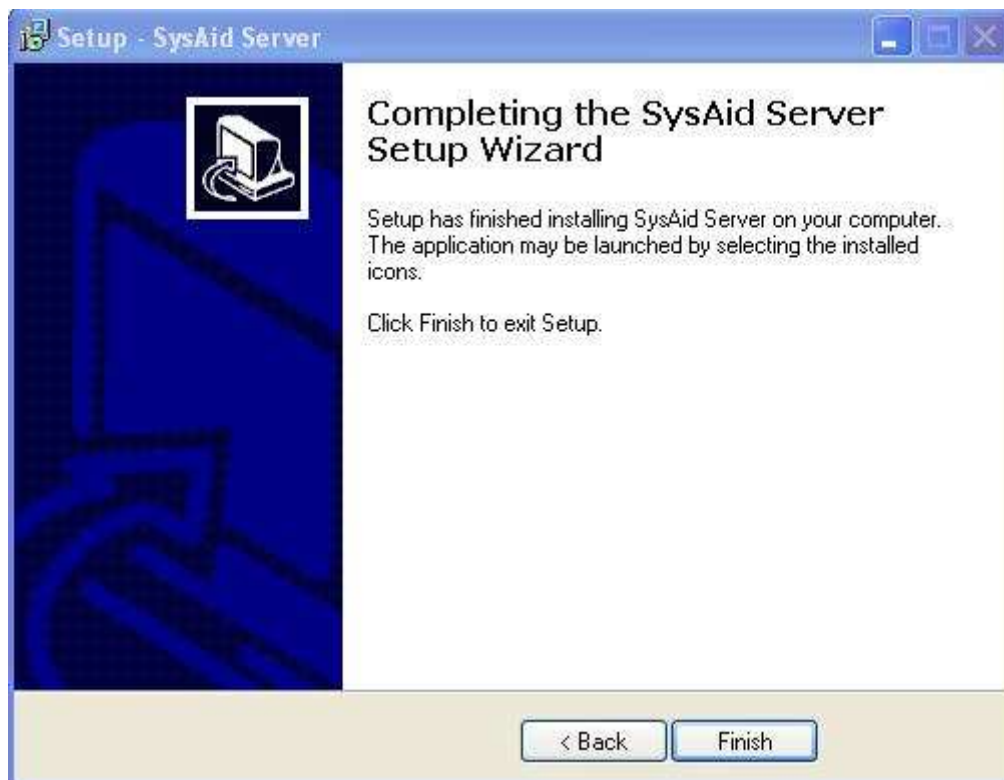 Setup - SysAid Server
Completing the SysAid Server
Setup Wizard
Setup has finished installing SysAid Server on your computer.
The application may be launched by selecting the installed
icons.
Click Finish to exit Setup.
< Back
Finish